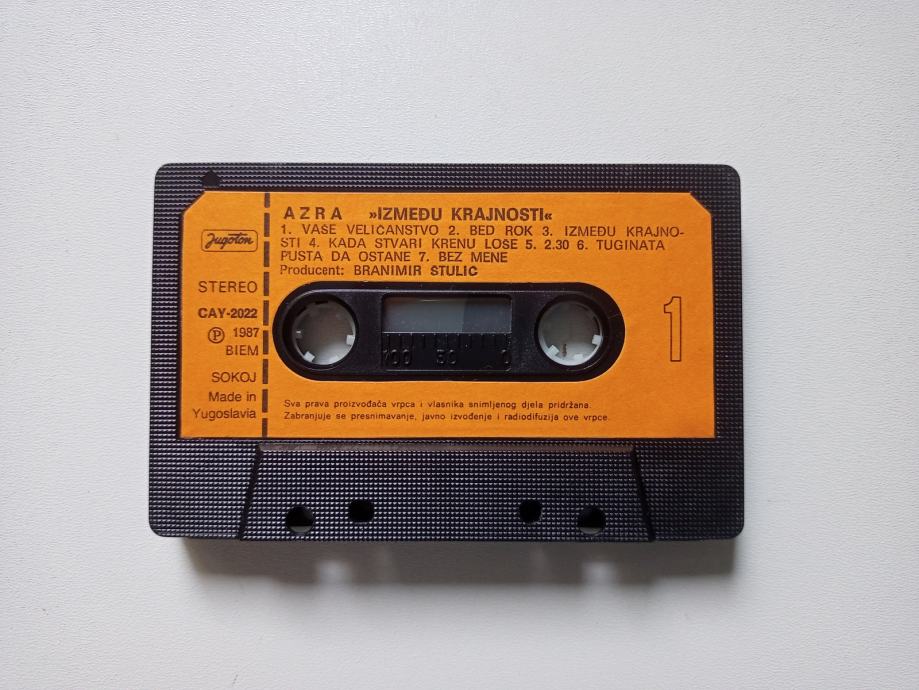 AZRA »IZMEĐU KRAJNOSTI«
1. VAŠE VELIČANSTVO 2. BED ROK 3. IZMEĐU KRAJNO-
STI 4. KADA STVARI KRENU LOŠE 5. 2.30 6. TUGINATA
PUSTA DA OSTANE 7. BEZ MENE
Producent: BRANIMIR ŠTULIĆ
Jugoton
STEREO
CAY-2022
Ⓟ 1987
BIEM
SOKOJ
Made in
Yugoslavia
100 50 0
1
Sva prava proizvođača vrpca i vlasnika snimljenog djela pridržana.
Zabranjuje se presnimavanje, javno izvođenje i radiodifuzija ove vrpce.